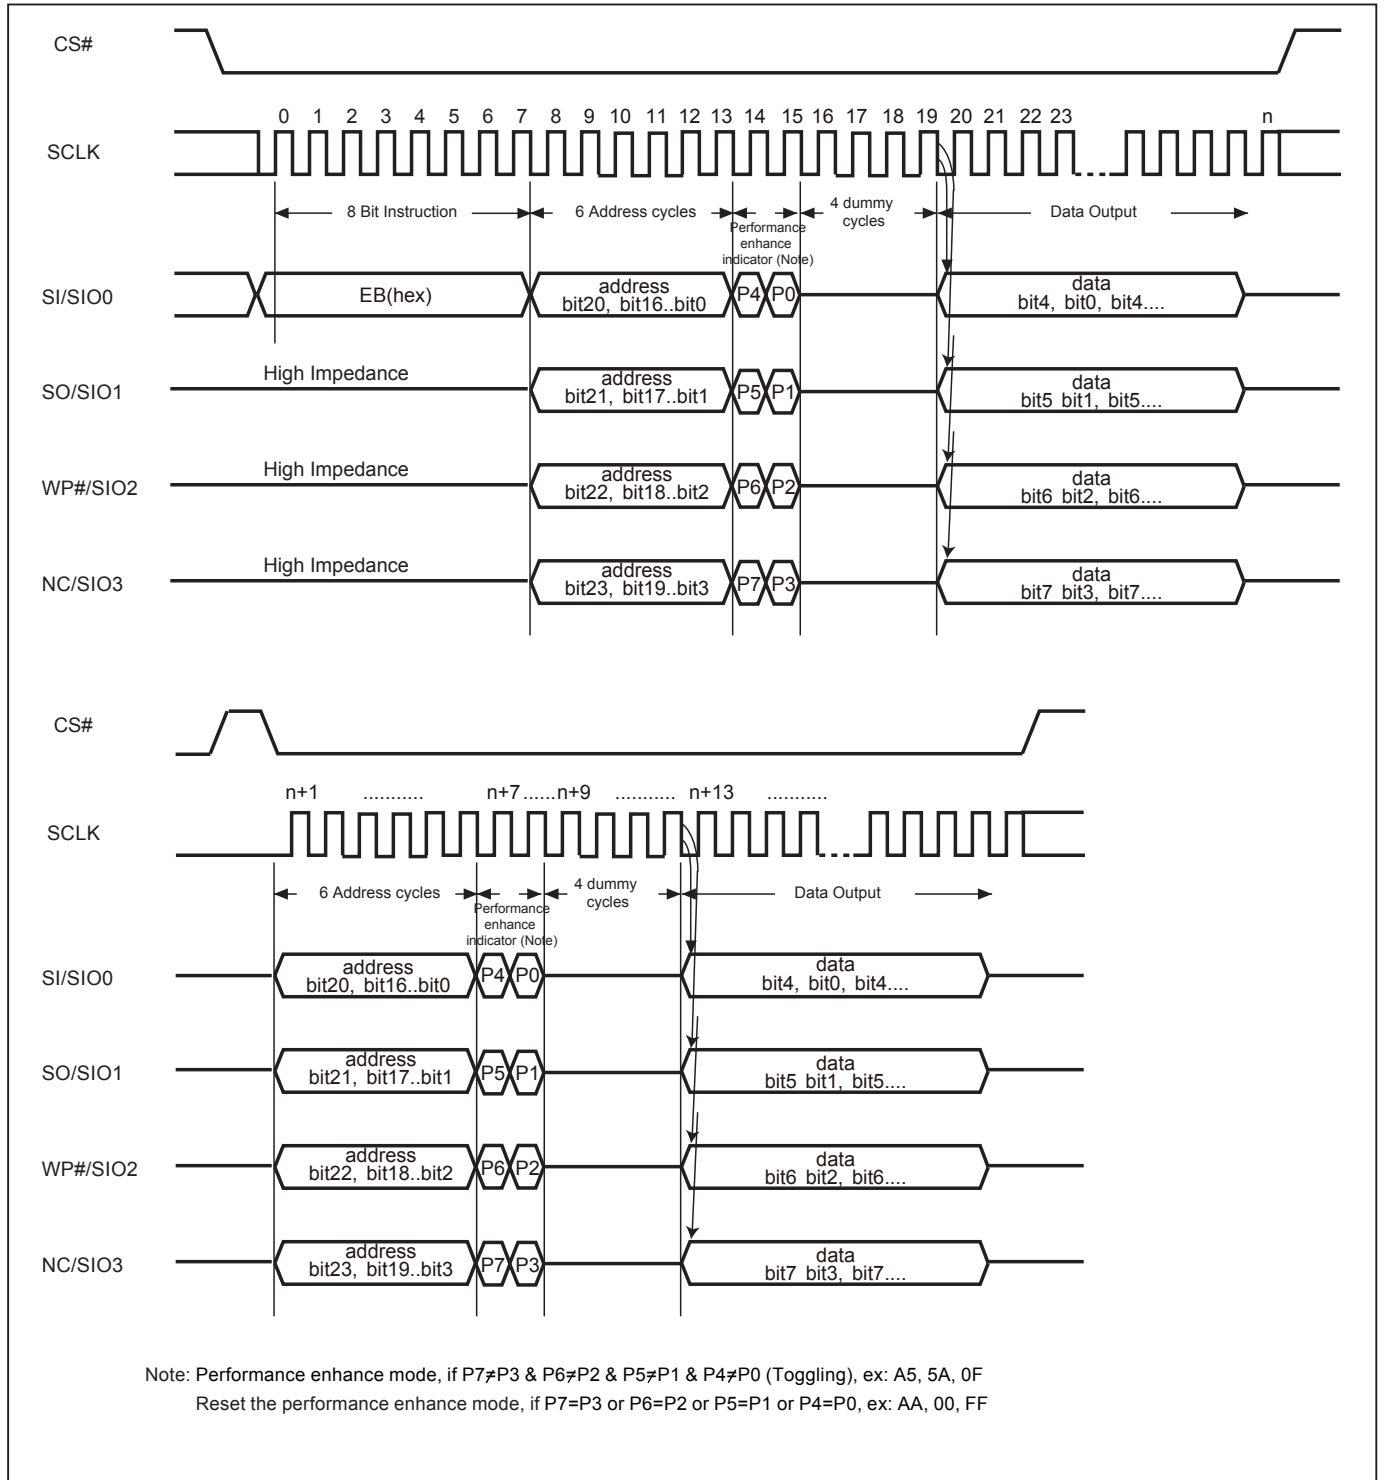 CS#
0 1 2 3 4 5 6 7 8 9 10 11 12 13 14 15 16 17 18 19 20 21 22 23 n
SCLK
8 Bit Instruction 6 Address cycles 4 dummy cycles Data Output
Performance
enhance
indicator (Note)
SI/SIO0 EB(hex) address P4 P0 data
bit20, bit16..bit0 bit4, bit0, bit4....
High Impedance
SO/SIO1 address P5 P1 data
bit21, bit17..bit1 bit5 bit1, bit5....
High Impedance
WP#/SIO2 address P6 P2 data
bit22, bit18..bit2 bit6 bit2, bit6....
High Impedance
NC/SIO3 address P7 P3 data
bit23, bit19..bit3 bit7 bit3, bit7....
CS#
n+1 ........... n+7......n+9 ........... n+13 ...........
SCLK
6 Address cycles 4 dummy cycles Data Output
Performance
enhance
indicator (Note)
SI/SIO0 address P4 P0 data
bit20, bit16..bit0 bit4, bit0, bit4....
SO/SIO1 address P5 P1 data
bit21, bit17..bit1 bit5 bit1, bit5....
WP#/SIO2 address P6 P2 data
bit22, bit18..bit2 bit6 bit2, bit6....
NC/SIO3 address P7 P3 data
bit23, bit19..bit3 bit7 bit3, bit7....
Note: Performance enhance mode, if P7≠P3 & P6≠P2 & P5≠P1 & P4≠P0 (Toggling), ex: A5, 5A, 0F
Reset the performance enhance mode, if P7=P3 or P6=P2 or P5=P1 or P4=P0, ex: AA, 00, FF